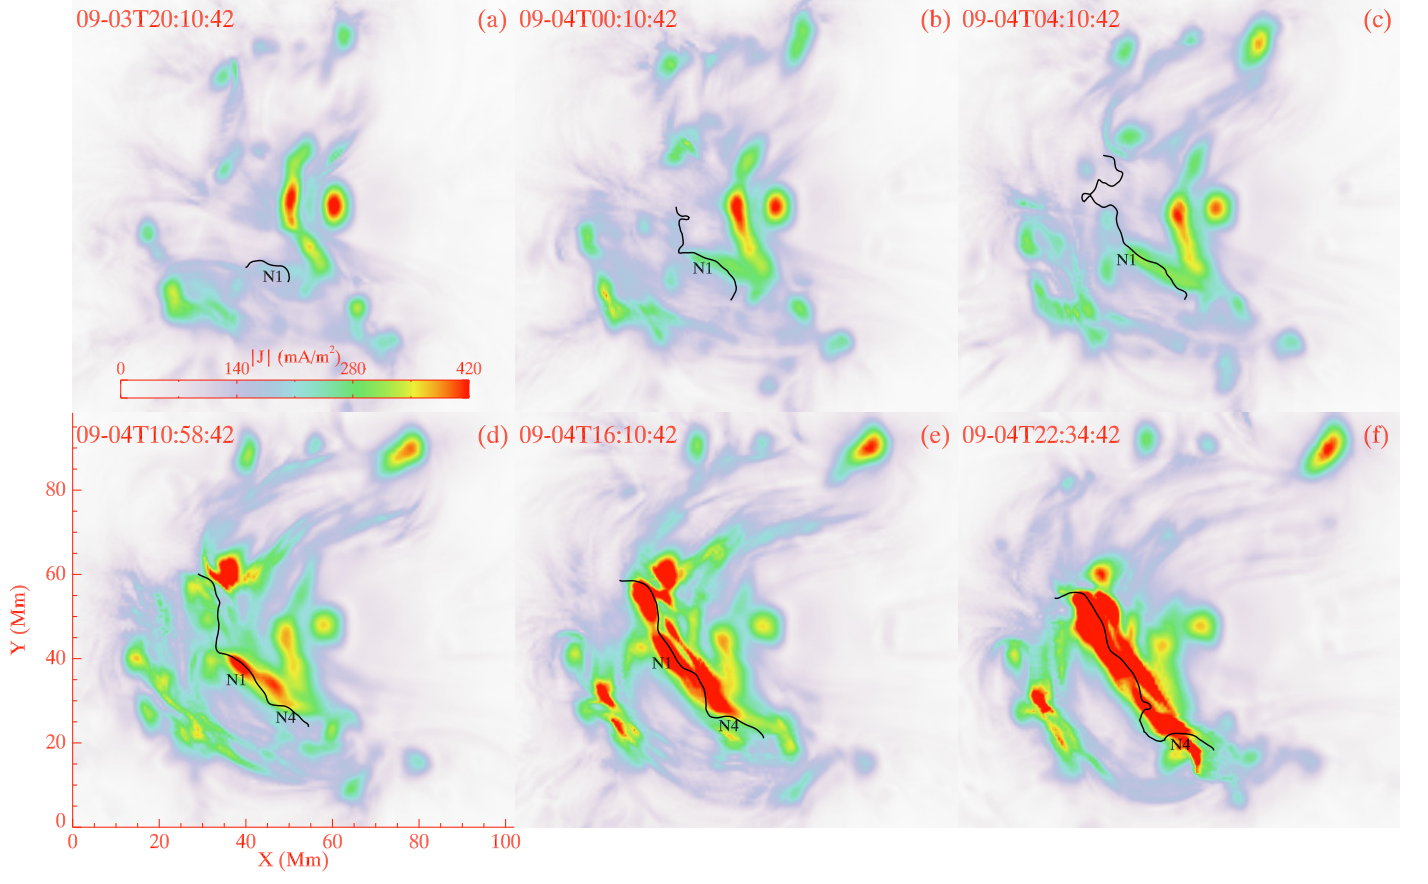 09-03T20:10:42 (a)
09-04T00:10:42 (b)
09-04T04:10:42 (c)
N1
N1
N1
|J| (mA/m²)
0 140 280 420
09-04T10:58:42 (d)
09-04T16:10:42 (e)
09-04T22:34:42 (f)
N1
N4
N1
N4
N4
80
60
40
20
0
Y (Mm)
0 20 40 60 80 100
X (Mm)